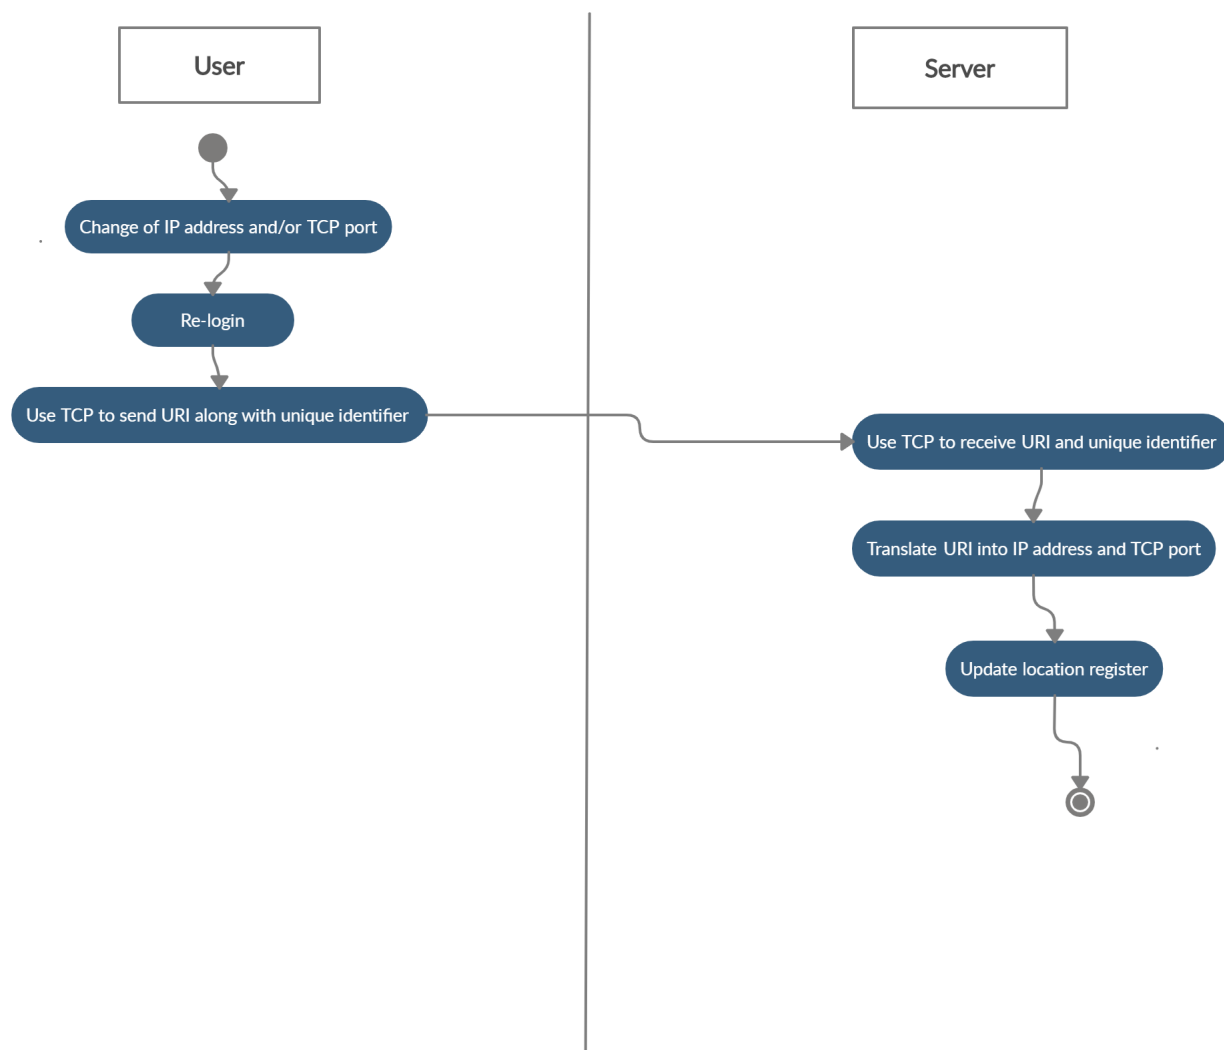 User
Server
Change of IP address and/or TCP port
Re-login
Use TCP to send URI along with unique identifier
Use TCP to receive URI and unique identifier
Translate URI into IP address and TCP port
Update location register